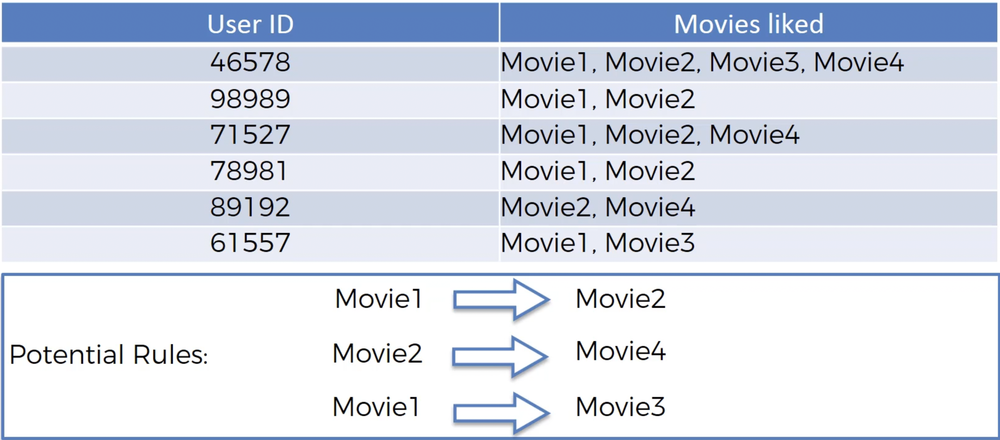 User ID Movies liked
46578 Movie1, Movie2, Movie3, Movie4
98989 Movie1, Movie2
71527 Movie1, Movie2, Movie4
78981 Movie1, Movie2
89192 Movie2, Movie4
61557 Movie1, Movie3
Movie1 Movie2
Potential Rules: Movie2 Movie4
Movie1 Movie3